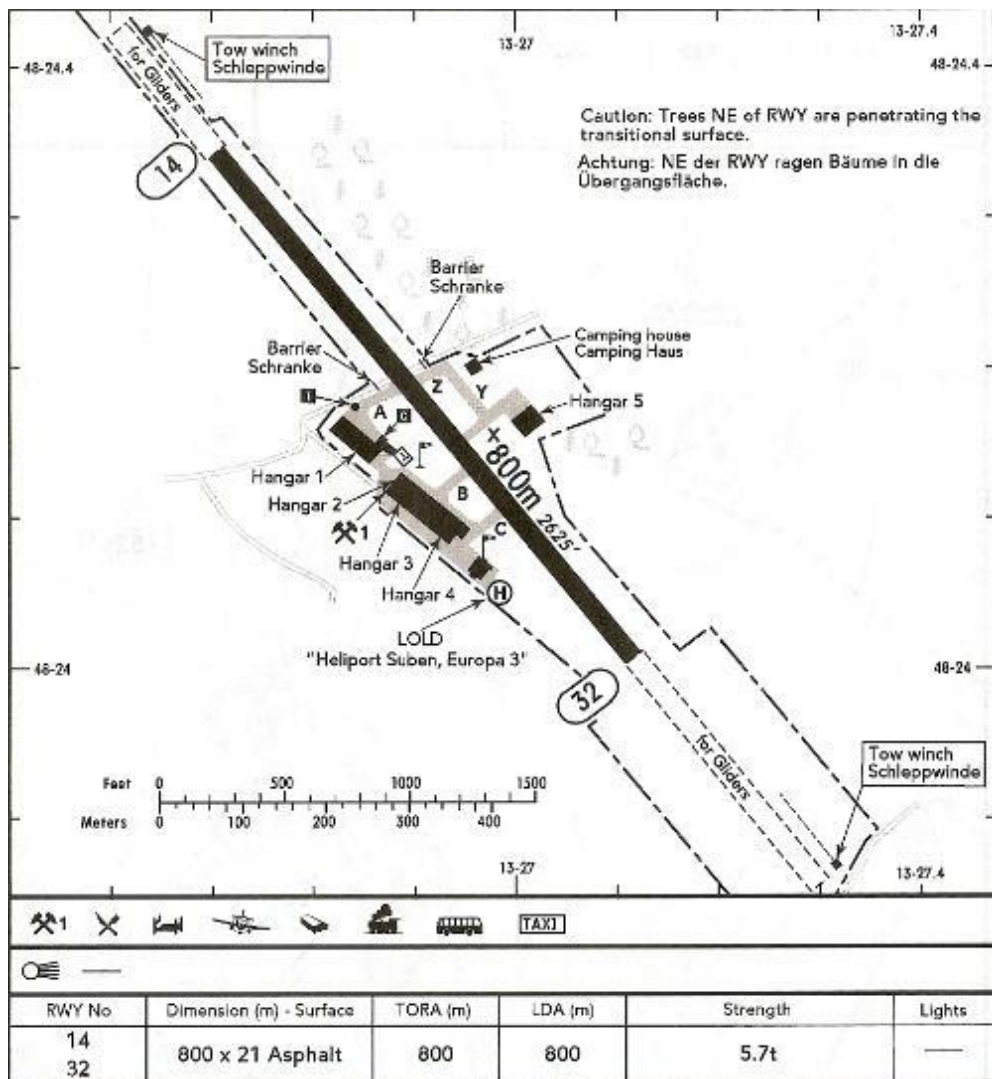 13-27
13-27.4
48-24.4
48-24.4
Tow winch
Schleppwinde
for Gliders
Caution: Trees NE of RWY are penetrating the
transitional surface.
Achtung: NE der RWY ragen Bäume in die
Übergangsfläche.
14
Barrier
Schranke
Camping house
Camping Haus
Barrier
Schranke
Z
Y
A
C
Hangar 5
x
800m
2625'
Hangar 1
Hangar 2
B
C
1
Hangar 3
Hangar 4
H
LOLD
"Heliport Suben, Europa 3"
48-24
48-24
32
for Gliders
Tow winch
Schleppwinde
Feet 0 500 1000 1500
Meters 0 100 200 300 400
13-27
13-27.4
1
TAXI
RWY No Dimension (m) - Surface TORA (m) LDA (m) Strength Lights
14
32
800 x 21 Asphalt 800 800 5.7t —